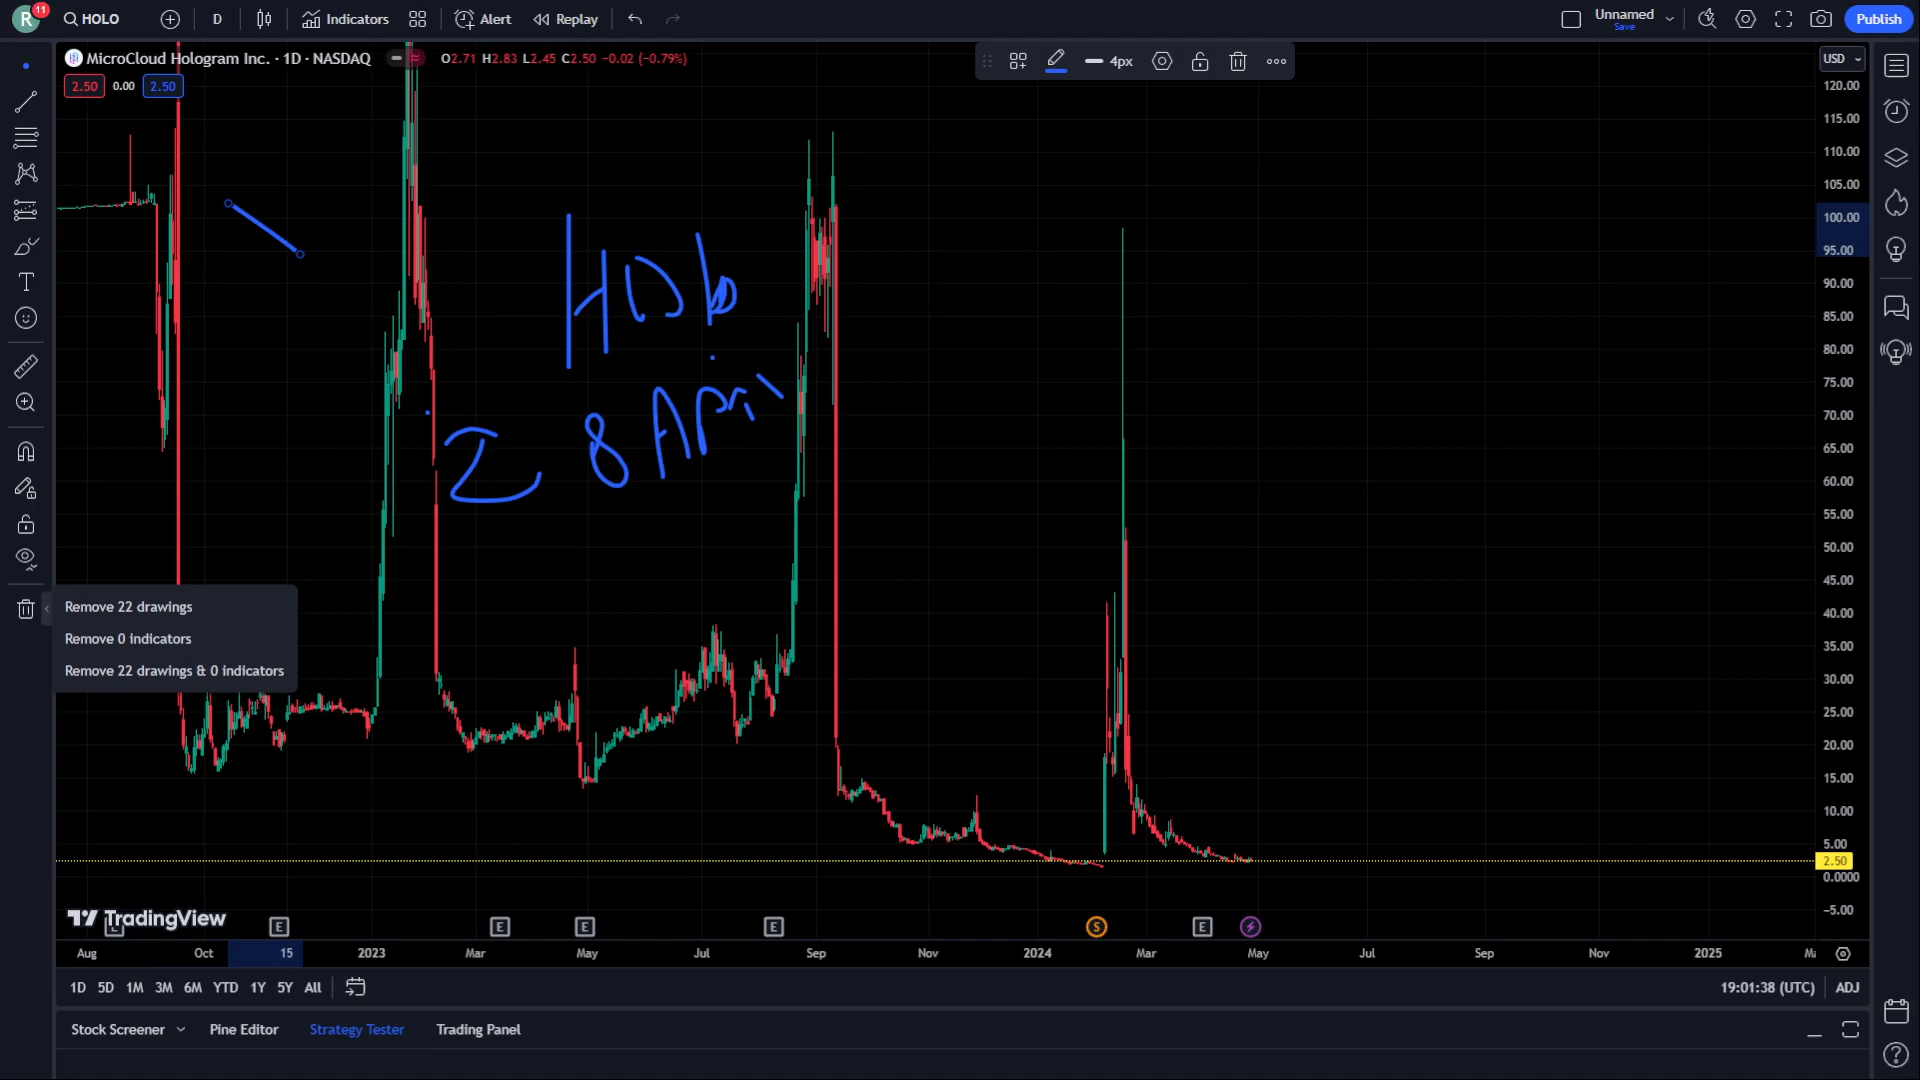 R 11 HOLO D Indicators Alert Replay Unnamed Save Publish
MicroCloud Hologram Inc. · 1D · NASDAQ O2.71 H2.83 L2.45 C2.50 -0.02 (-0.79%)
2.50 0.00 2.50
4px
USD
120.00
115.00
110.00
105.00
100.00
95.00
90.00
85.00
80.00
75.00
70.00
65.00
60.00
55.00
50.00
45.00
40.00
35.00
30.00
25.00
20.00
15.00
10.00
5.00
2.50
0.0000
-5.00
28 April
Remove 22 drawings
Remove 0 indicators
Remove 22 drawings & 0 indicators
TradingView
E E E E E S E
Aug Oct 15 2023 Mar May Jul Sep Nov 2024 Mar May Jul Sep Nov 2025
1D 5D 1M 3M 6M YTD 1Y 5Y All 19:01:38 (UTC) ADJ
Stock Screener Pine Editor Strategy Tester Trading Panel